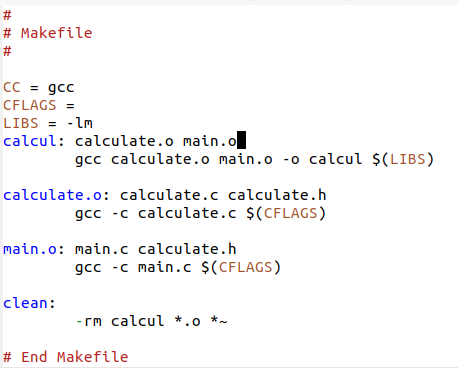 #
# Makefile
#
CC = gcc
CFLAGS =
LIBS = -lm
calcul: calculate.o main.o
gcc calculate.o main.o -o calcul $(LIBS)
calculate.o: calculate.c calculate.h
gcc -c calculate.c $(CFLAGS)
main.o: main.c calculate.h
gcc -c main.c $(CFLAGS)
clean:
-rm calcul *.o *~
# End Makefile